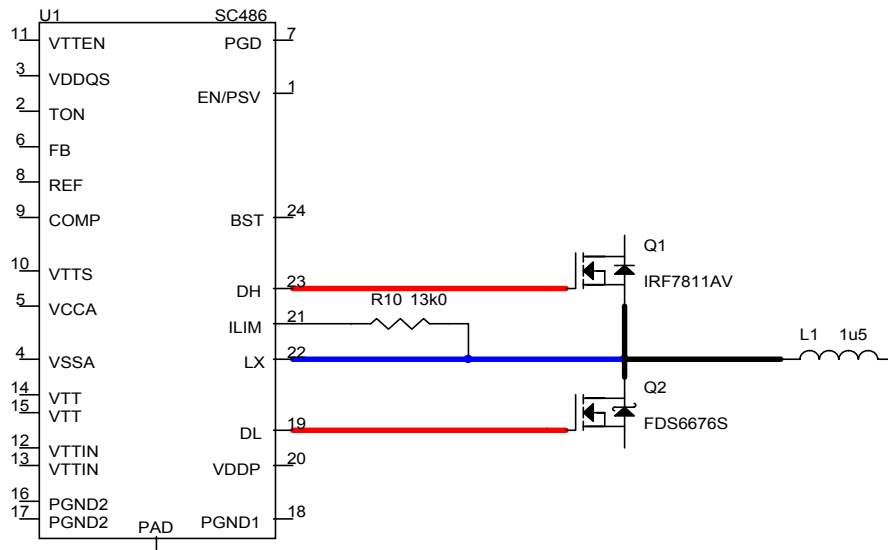 U1 SC486
11 VTTEN PGD 7
3 VDDQS
EN/PSV 1
2 TON
6 FB
8 REF
9 COMP BST 24
Q1
10 VTTS
DH 23 IRF7811AV
5 VCCA
R10 13k0
ILIM 21
L1 1u5
4 VSSA LX 22
Q2
14 VTT
15 VTT
DL 19 FDS6676S
12 VTTIN
13 VTTIN VDDP 20
16 PGND2
17 PGND2 PGND1 18
PAD